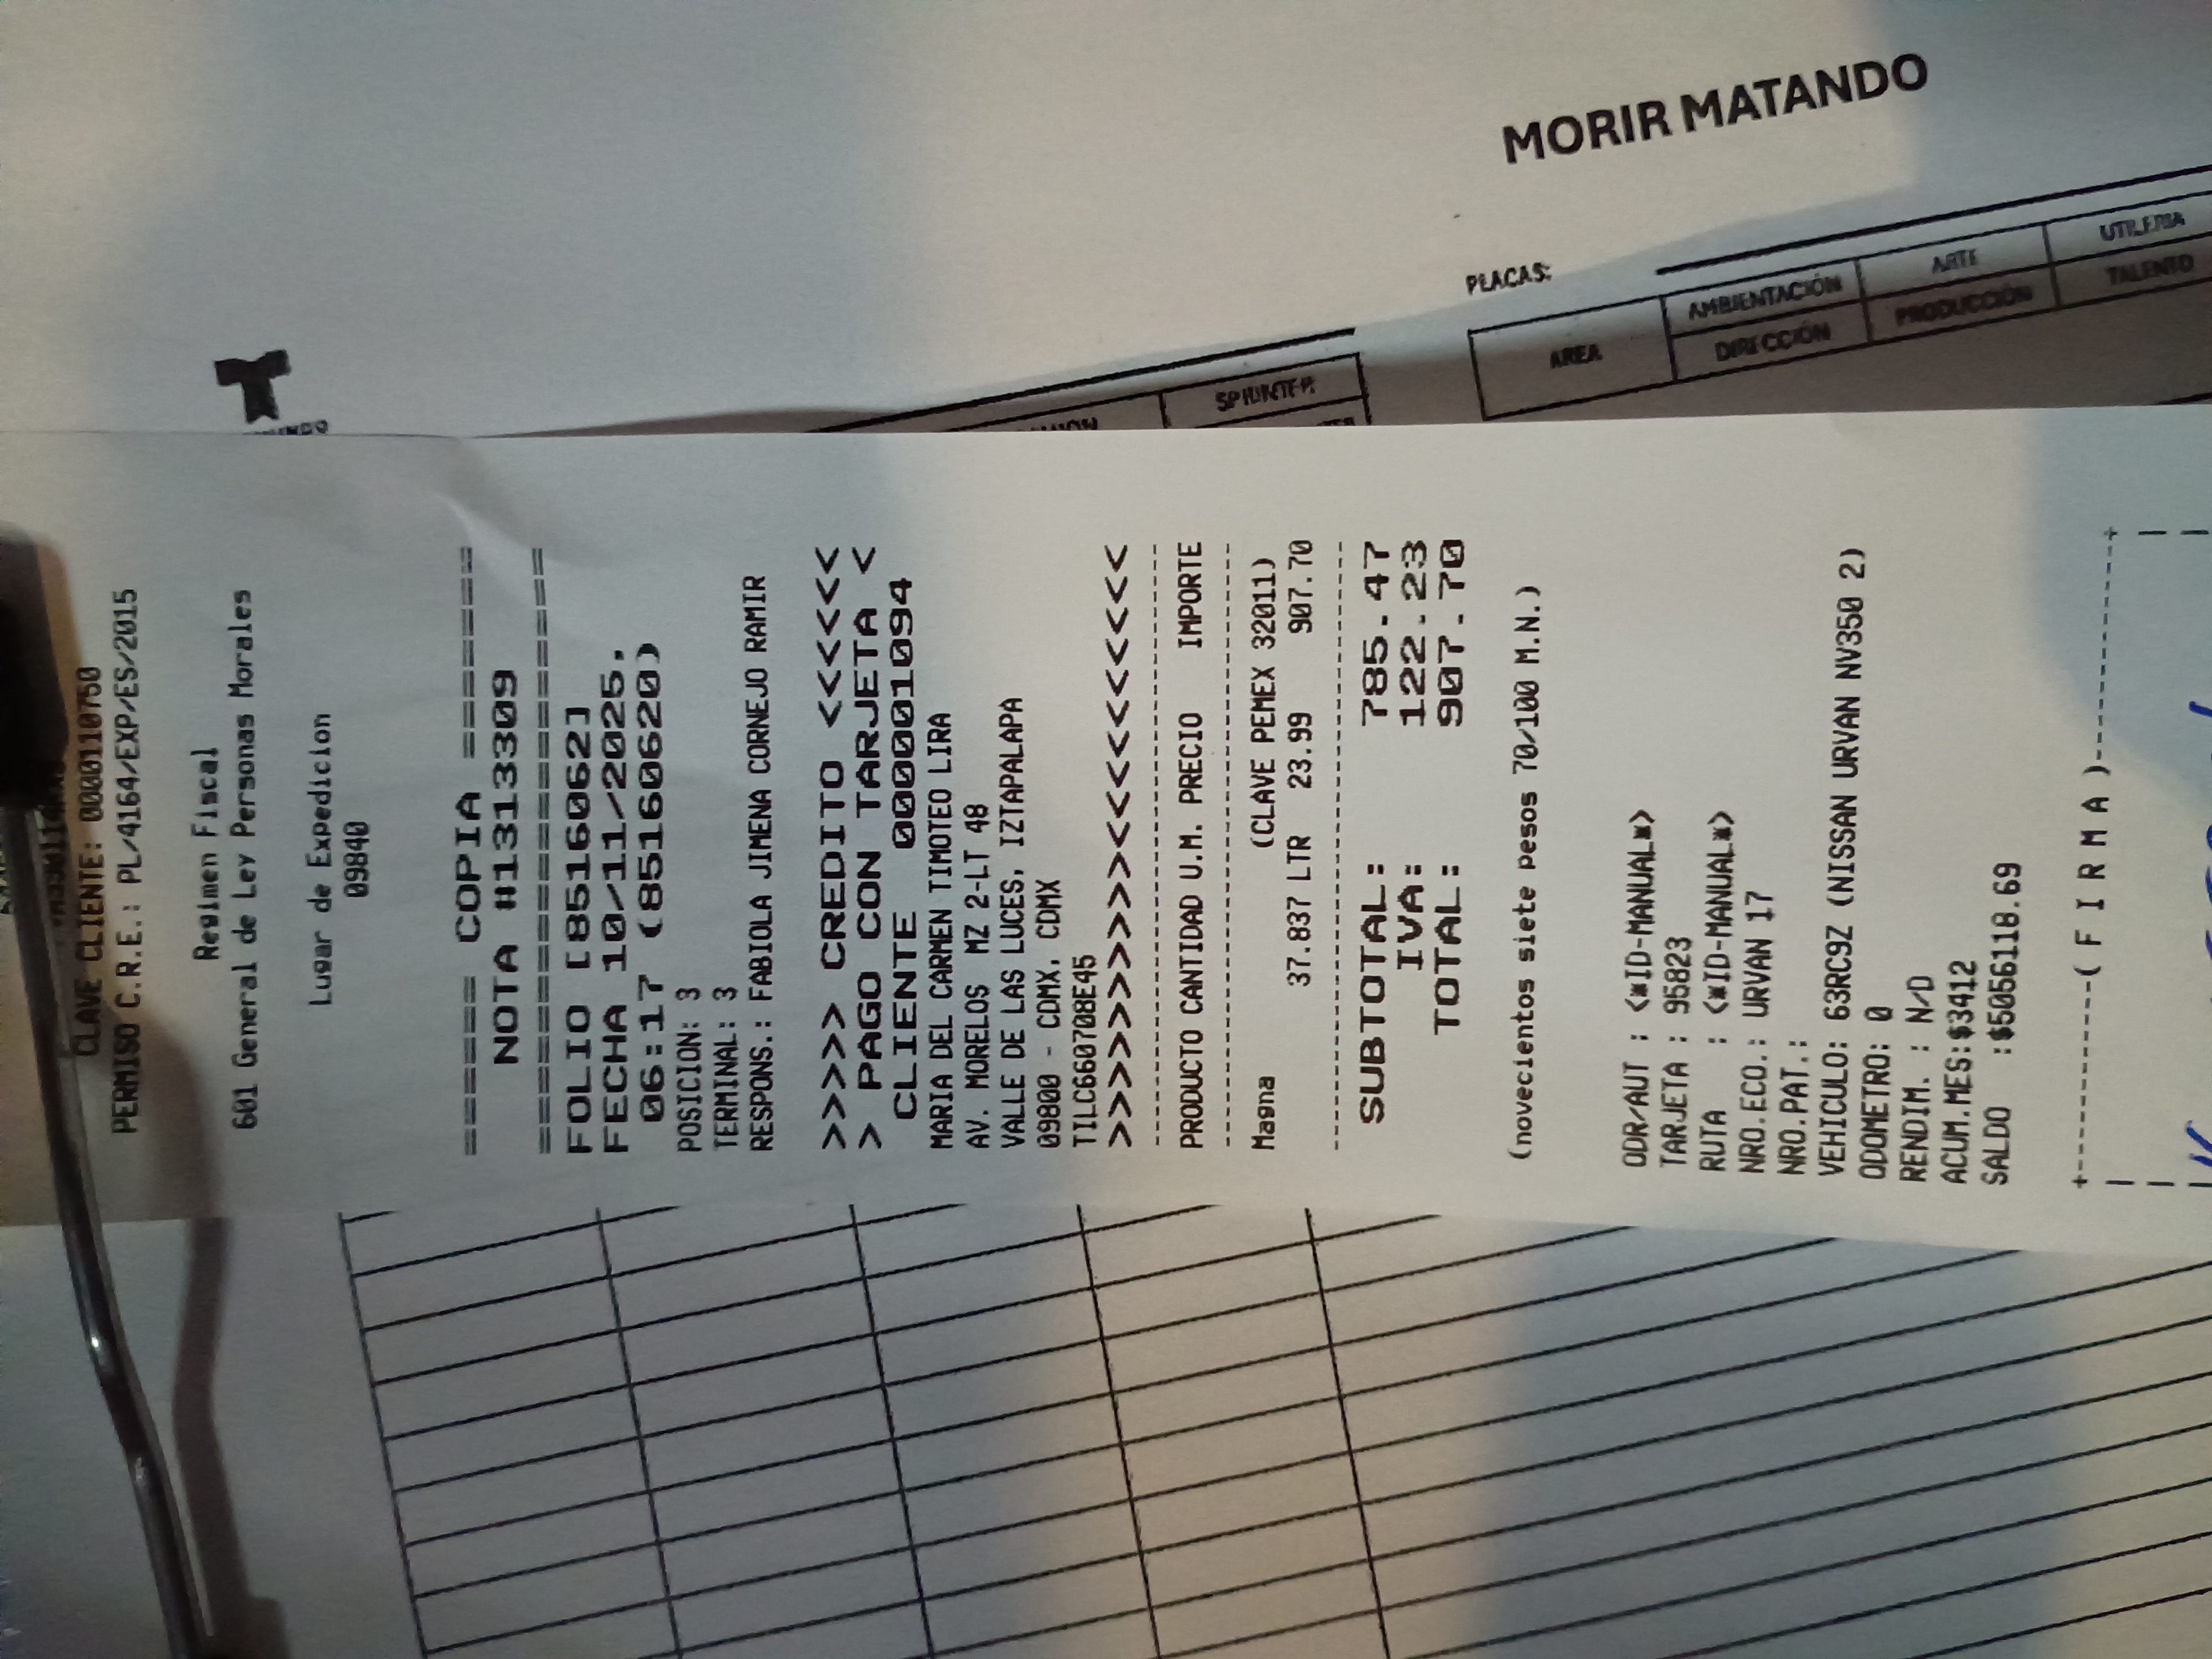 CLAVE CLIENTE: 0000110750
PERMISO C.R.E.: PL/4164/EXP/ES/2015
Regimen Fiscal
601 General de Ley Personas Morales
Lugar de Expedicion
09840
====== COPIA =======
NOTA #1313309
====================
FOLIO [8516062]
FECHA 10/11/2025,
06:17 (85160620)
POSICION: 3
TERMINAL: 3
RESPONS.: FABIOLA JIMENA CORNEJO RAMIR
>>>>> CREDITO <<<<<<
> PAGO CON TARJETA <
CLIENTE 0000001094
MARIA DEL CARMEN TIMOTEO LIRA
AV. MORELOS MZ 2-LT 48
VALLE DE LAS LUCES, IZTAPALAPA
09800 - CDMX, CDMX
TILC660708E45
>>>>>>>>>><<<<<<<<<<
PRODUCTO CANTIDAD U.M. PRECIO IMPORTE
Magna (CLAVE PEMEX 32011)
37.837 LTR 23.99 907.70
SUBTOTAL: 785.47
IVA: 122.23
TOTAL: 907.70
(novecientos siete pesos 70/100 M.N.)
ODR/AUT : <*ID-MANUAL*>
TARJETA : 95823
RUTA : <*ID-MANUAL*>
NRO.ECO.: URVAN 17
NRO.PAT.:
VEHICULO: 63RC9Z (NISSAN URVAN NV350 2)
ODOMETRO: 0
RENDIM. : N/D
ACUM.MES:$3412
SALDO :$5056118.69
+--------( F I R M A )--------+
MORIR MATANDO
PLACAS:
AREA
AMBIENTACIÓN ARTE UTILERIA
DIRECCIÓN PRODUCCIÓN TALENTO
SPRINTER